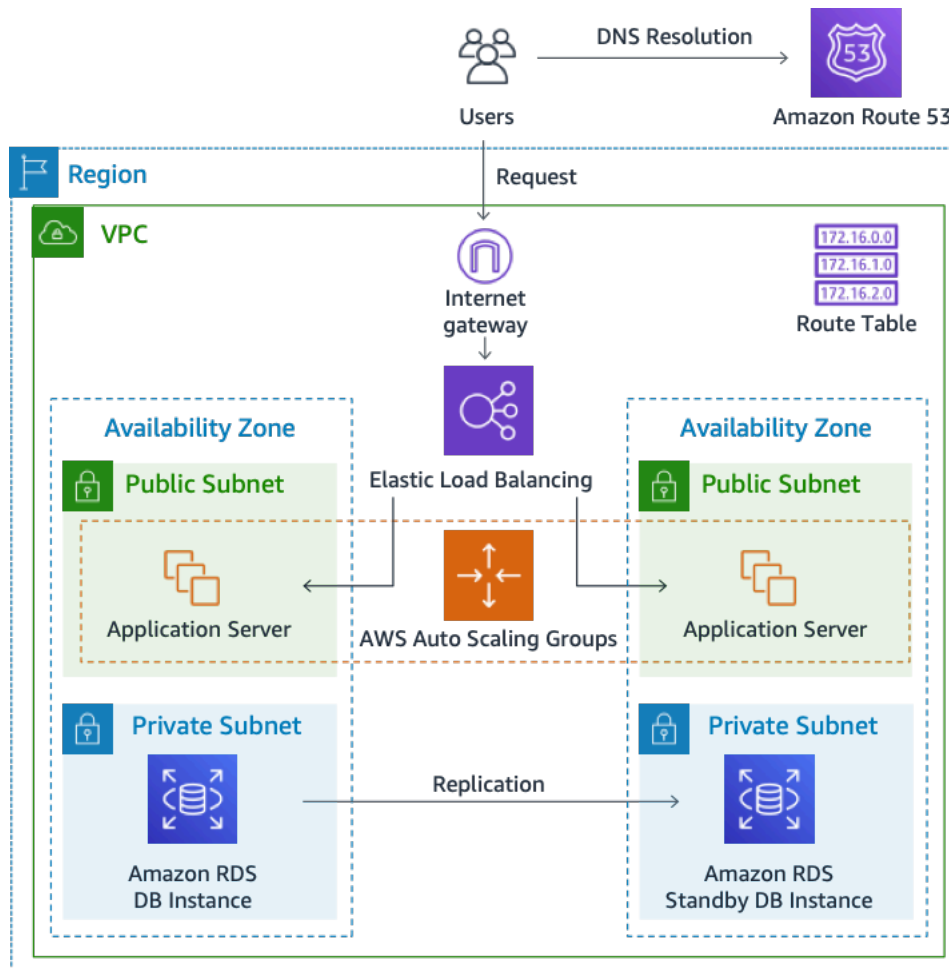 DNS Resolution
53
Users
Amazon Route 53
Region
Request
VPC
172.16.0.0
172.16.1.0
172.16.2.0
Route Table
Internet
gateway
Availability Zone
Availability Zone
Public Subnet
Elastic Load Balancing
Public Subnet
Application Server
AWS Auto Scaling Groups
Application Server
Private Subnet
Private Subnet
Replication
Amazon RDS
DB Instance
Amazon RDS
Standby DB Instance